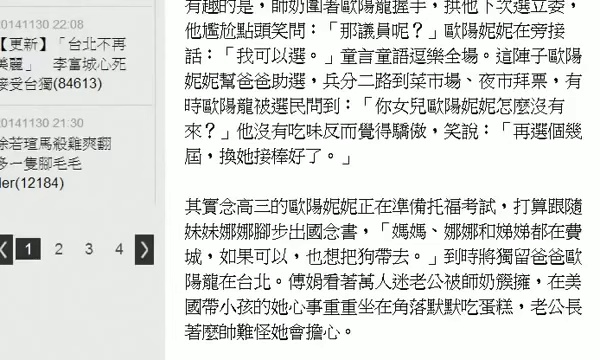 20141130 22:08
【更新】「台北不再
美麗」 李富城心死
接受台獨(84613)
20141130 21:30
徐若瑄馬殺雞爽翻
多一隻腳毛毛
der(12184)
1 2 3 4
有趣的是，師奶圍著歐陽龍握手，拱他下次選立委，
他尷尬點頭笑問：「那議員呢？」歐陽妮妮在旁接
話：「我可以選。」童言童語逗樂全場。這陣子歐陽
妮妮幫爸爸助選，兵分二路到菜市場、夜市拜票，有
時歐陽龍被選民問到：「你女兒歐陽妮妮怎麼沒有
來？」他沒有吃味反而覺得驕傲，笑說：「再選個幾
屆，換她接棒好了。」
其實念高三的歐陽妮妮正在準備托福考試，打算跟隨
妹妹娜娜腳步出國念書，「媽媽、娜娜和娣娣都在費
城，如果可以，也想把狗帶去。」到時將獨留爸爸歐
陽龍在台北。傅娟看著萬人迷老公被師奶簇擁，在美
國帶小孩的她心事重重坐在角落默默吃蛋糕，老公長
著麼帥難怪她會擔心。